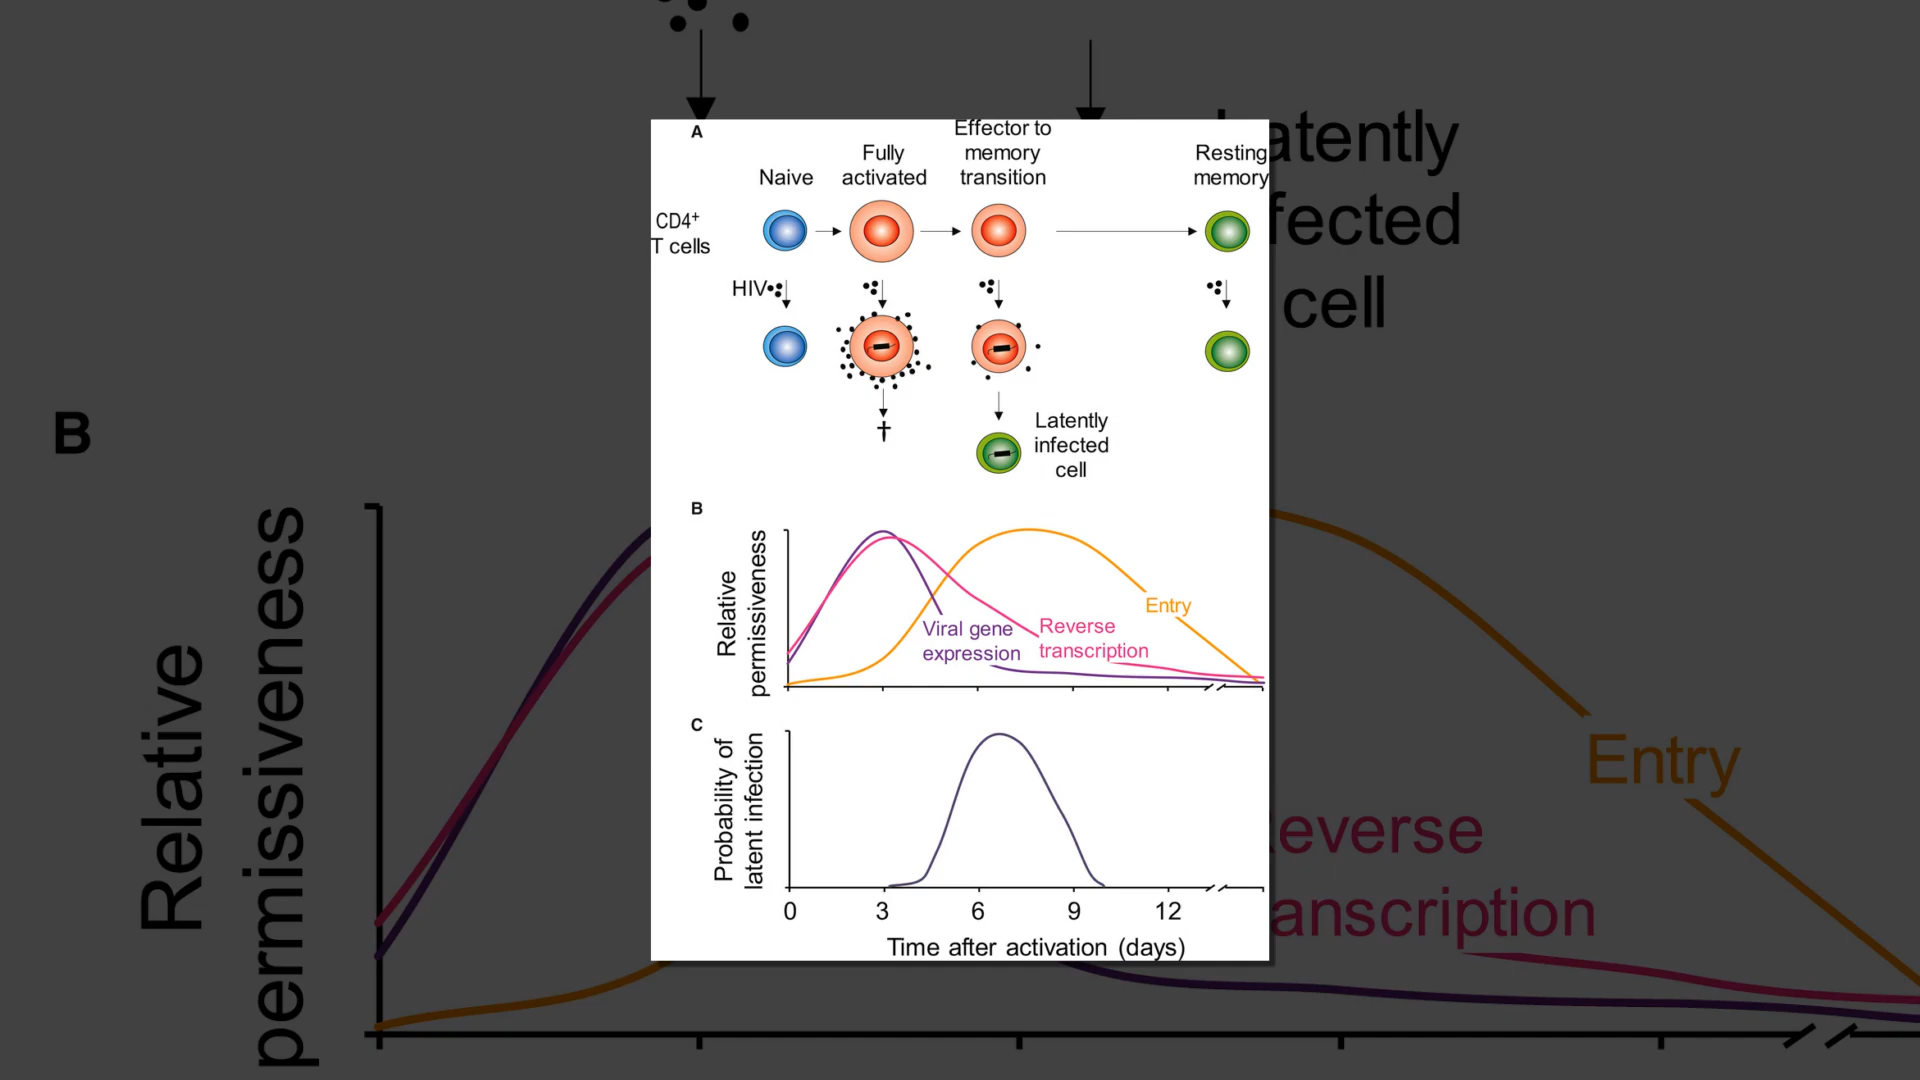 A
Naive
Fully
activated
Effector to
memory
transition
Resting
memory
CD4+
T cells
HIV
Latently
infected
cell
B
Relative
permissiveness
Viral gene
expression
Reverse
transcription
Entry
C
Probability of
latent infection
0 3 6 9 12
Time after activation (days)
atently
fected
cell
B
Relative
permissiveness
Entry
everse
anscription